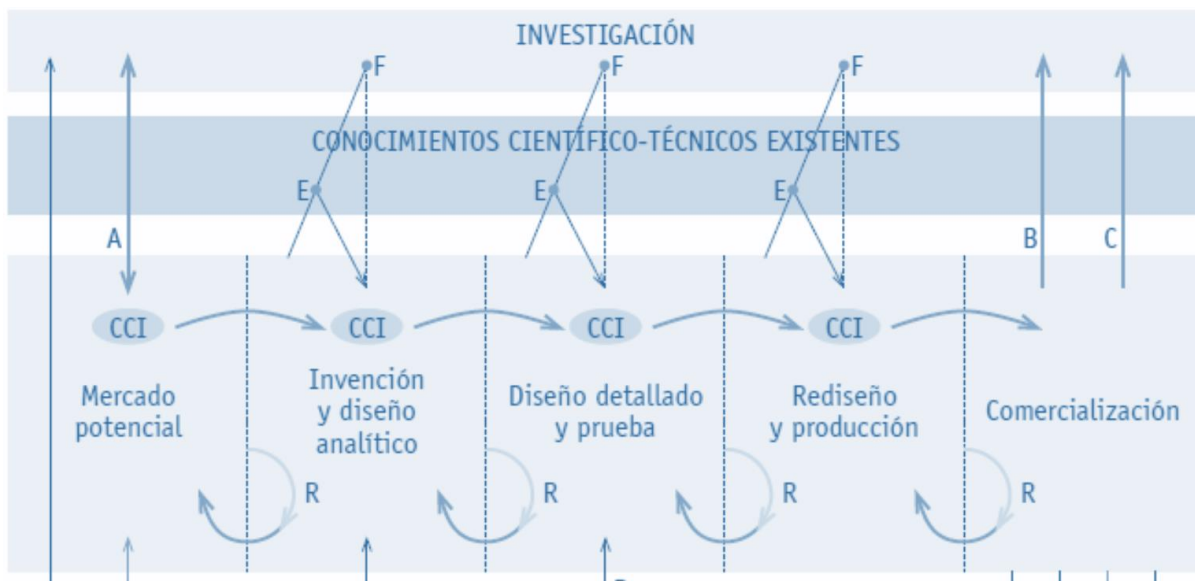 INVESTIGACIÓN
F
F
F
CONOCIMIENTOS CIENTÍFICO-TÉCNICOS EXISTENTES
E
E
E
A
B
C
CCI
CCI
CCI
CCI
Mercado
potencial
Invención
y diseño
analítico
Diseño detallado
y prueba
Rediseño
y producción
Comercialización
R
R
R
R